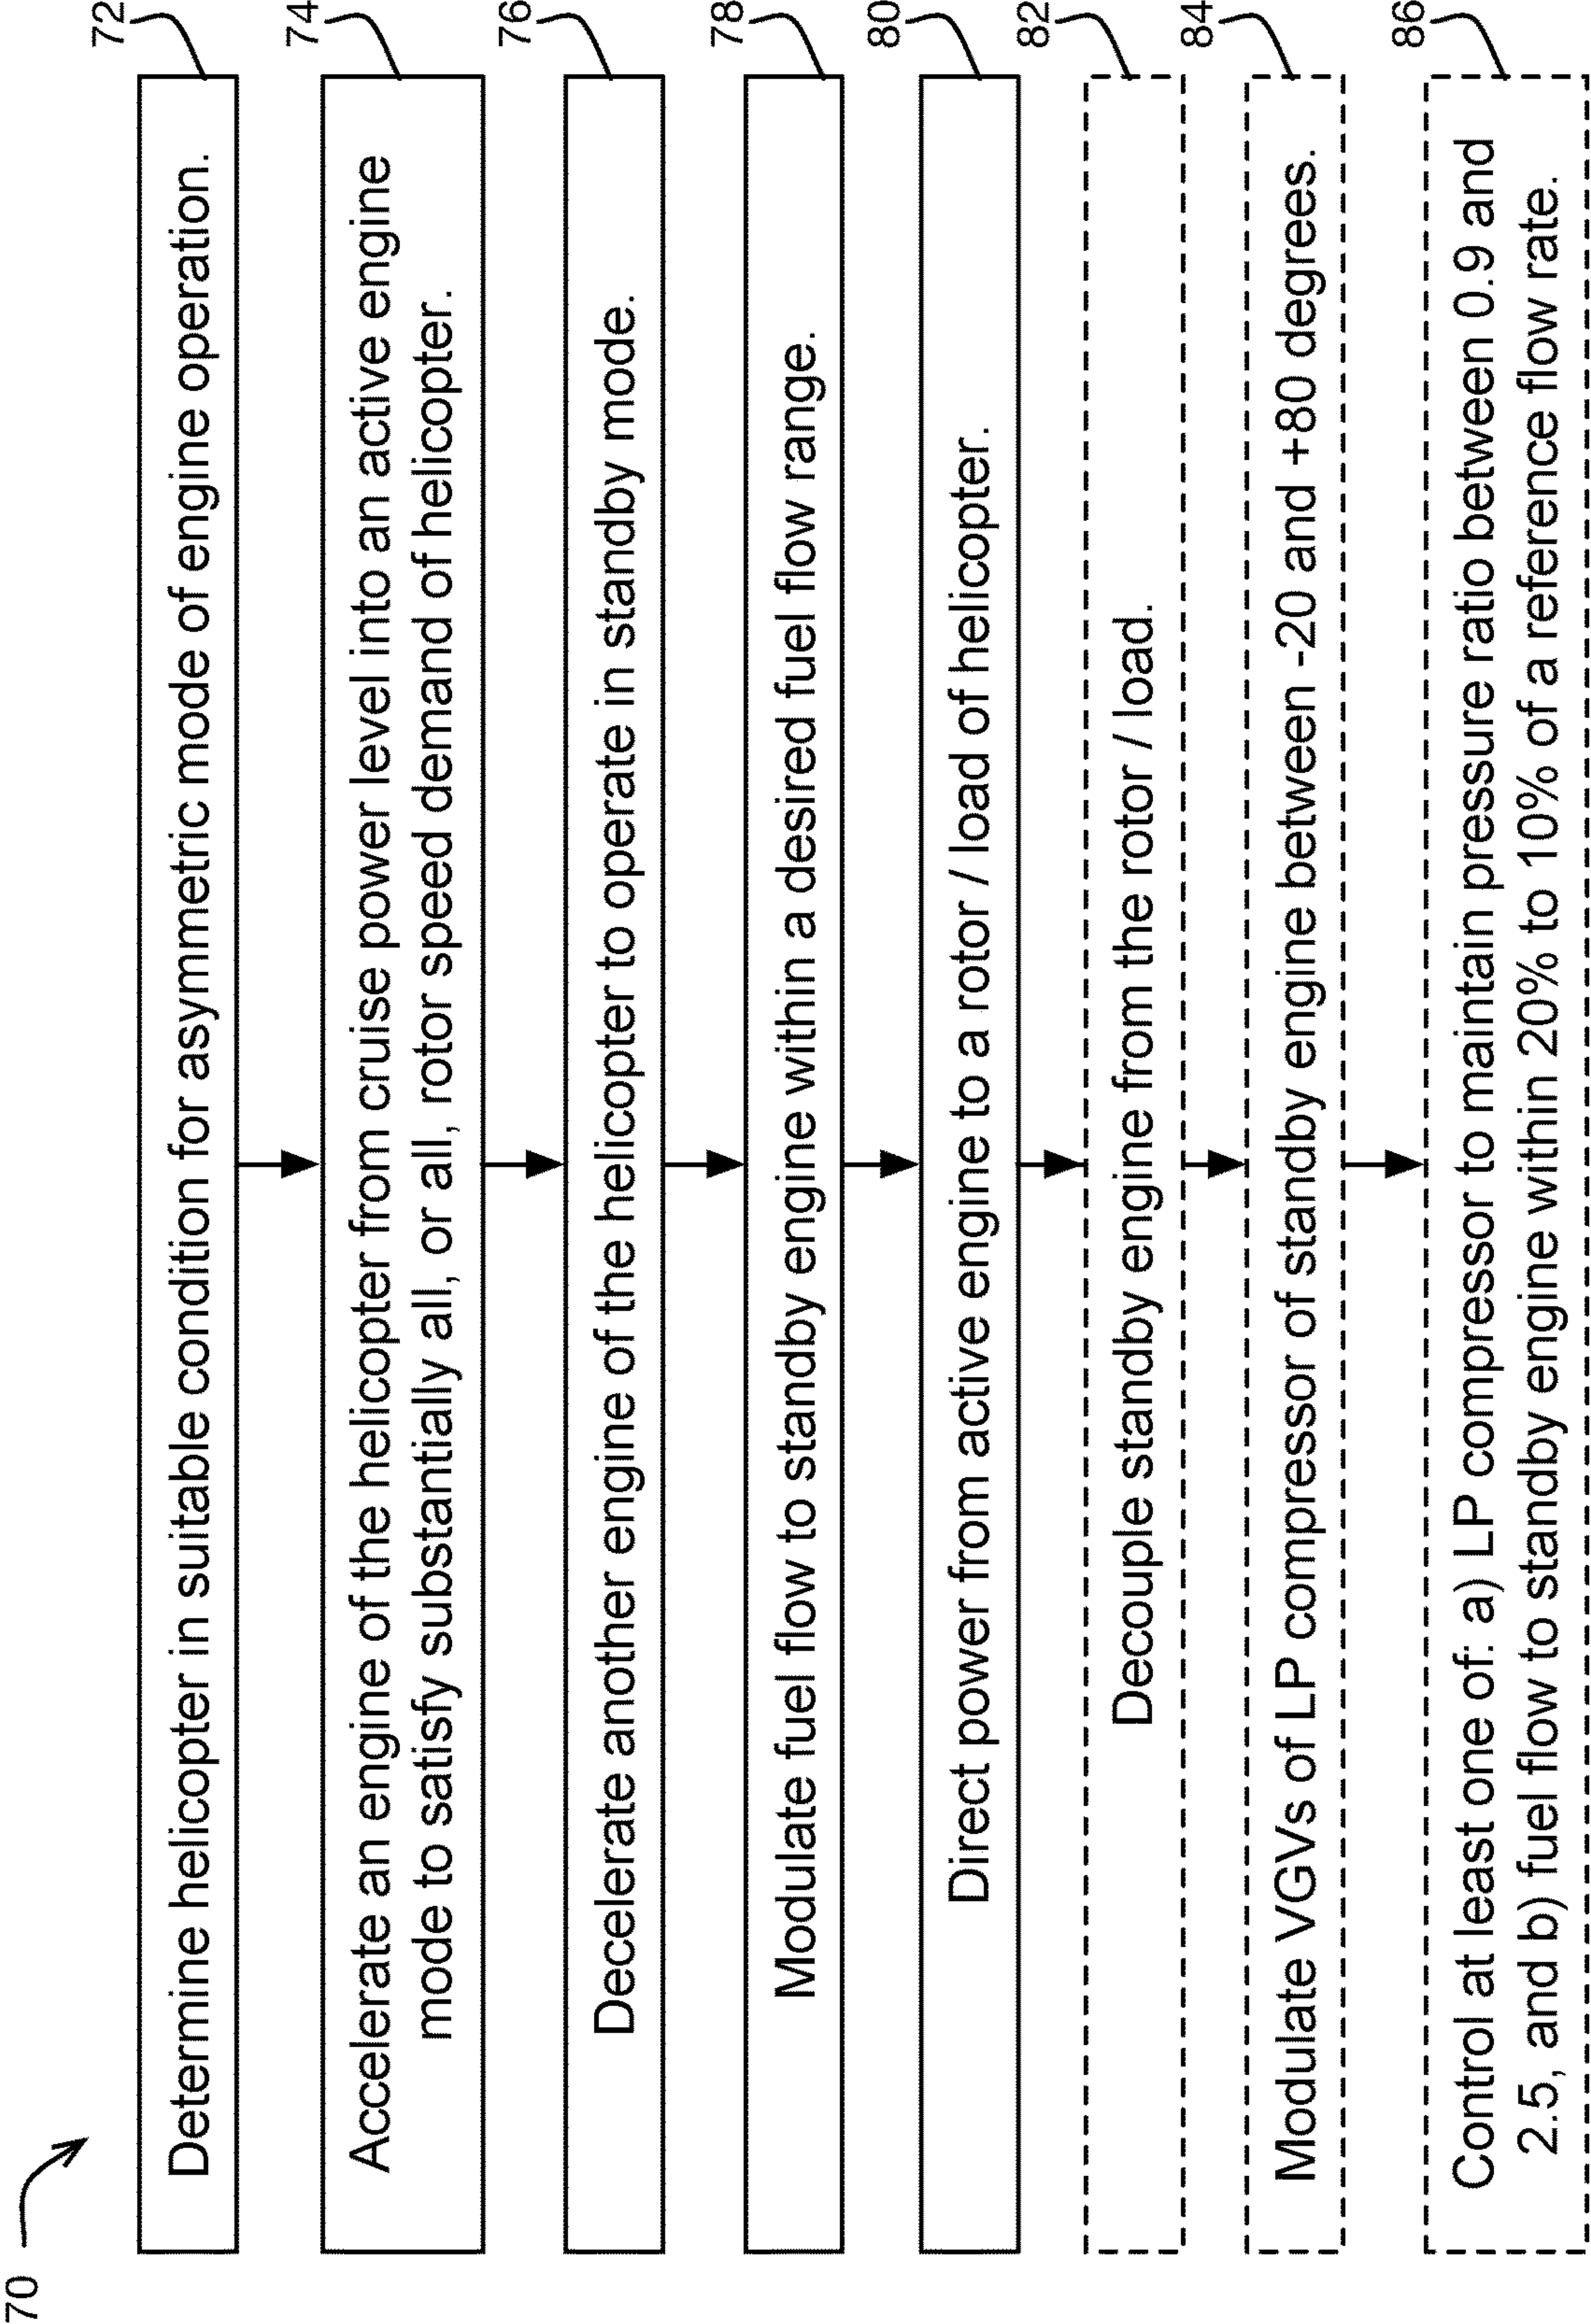 70
72
Determine helicopter in suitable condition for asymmetric mode of engine operation.
74
Accelerate an engine of the helicopter from cruise power level into an active engine
mode to satisfy substantially all, or all, rotor speed demand of helicopter.
76
Decelerate another engine of the helicopter to operate in standby mode.
78
Modulate fuel flow to standby engine within a desired fuel flow range.
80
Direct power from active engine to a rotor / load of helicopter.
82
Decouple standby engine from the rotor / load.
84
Modulate VGVs of LP compressor of standby engine between -20 and +80 degrees.
86
Control at least one of: a) LP compressor to maintain pressure ratio between 0.9 and
2.5, and b) fuel flow to standby engine within 20% to 10% of a reference flow rate.